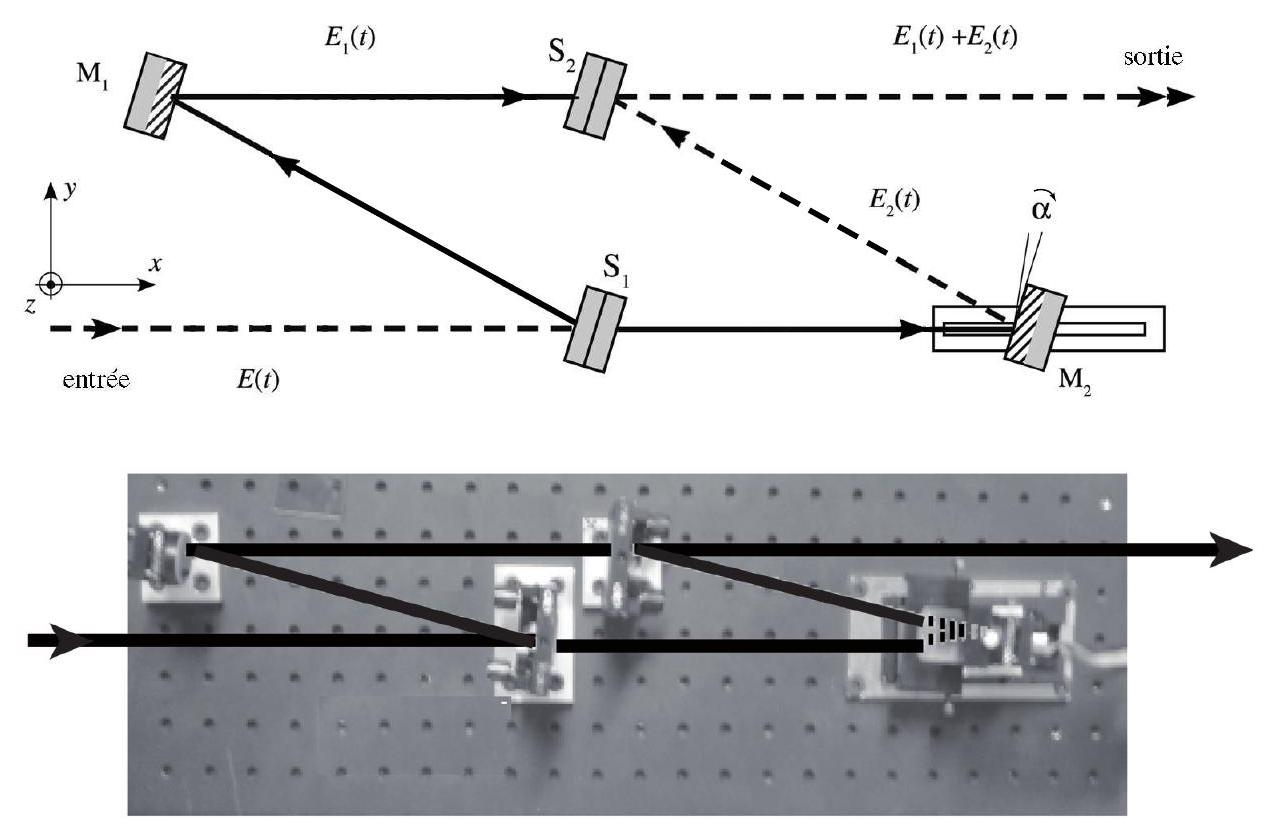 E₁(t)
E₁(t) +E₂(t)
S₂
sortie
M₁
y
E₂(t)
α
x
S₁
z
entrée
E(t)
M₂